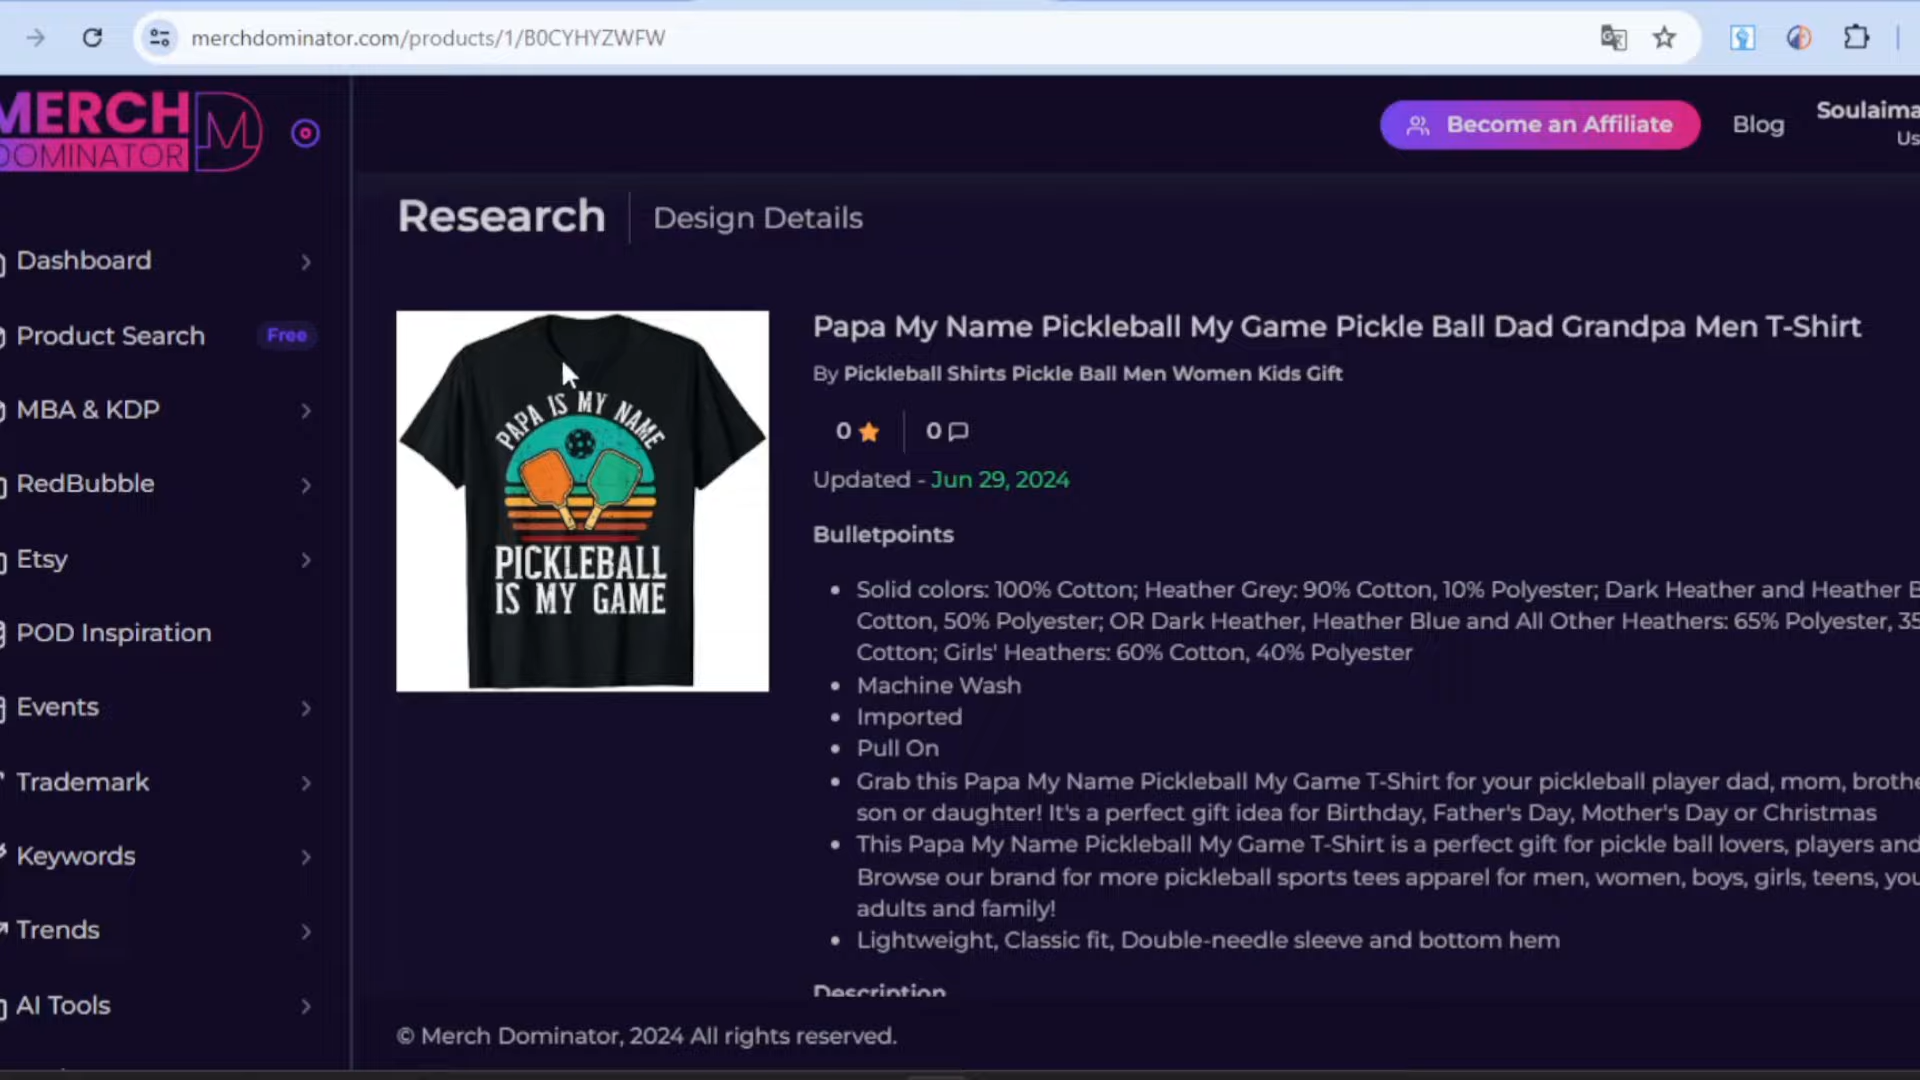 merchdominator.com/products/1/B0CYHYZWFW
MERCH
DOMINATOR
Become an Affiliate
Blog
Soulaima
Us
Research
Design Details
Dashboard
Product Search
Free
MBA & KDP
RedBubble
Etsy
POD Inspiration
Events
Trademark
Keywords
Trends
AI Tools
PAPA IS MY NAME
PICKLEBALL
IS MY GAME
Papa My Name Pickleball My Game Pickle Ball Dad Grandpa Men T-Shirt
By Pickleball Shirts Pickle Ball Men Women Kids Gift
0
0
Updated - Jun 29, 2024
Bulletpoints
• Solid colors: 100% Cotton; Heather Grey: 90% Cotton, 10% Polyester; Dark Heather and Heather B
Cotton, 50% Polyester; OR Dark Heather, Heather Blue and All Other Heathers: 65% Polyester, 35
Cotton; Girls' Heathers: 60% Cotton, 40% Polyester
• Machine Wash
• Imported
• Pull On
• Grab this Papa My Name Pickleball My Game T-Shirt for your pickleball player dad, mom, brothe
son or daughter! It's a perfect gift idea for Birthday, Father's Day, Mother's Day or Christmas
• This Papa My Name Pickleball My Game T-Shirt is a perfect gift for pickle ball lovers, players and
Browse our brand for more pickleball sports tees apparel for men, women, boys, girls, teens, you
adults and family!
• Lightweight, Classic fit, Double-needle sleeve and bottom hem
Description
© Merch Dominator, 2024 All rights reserved.